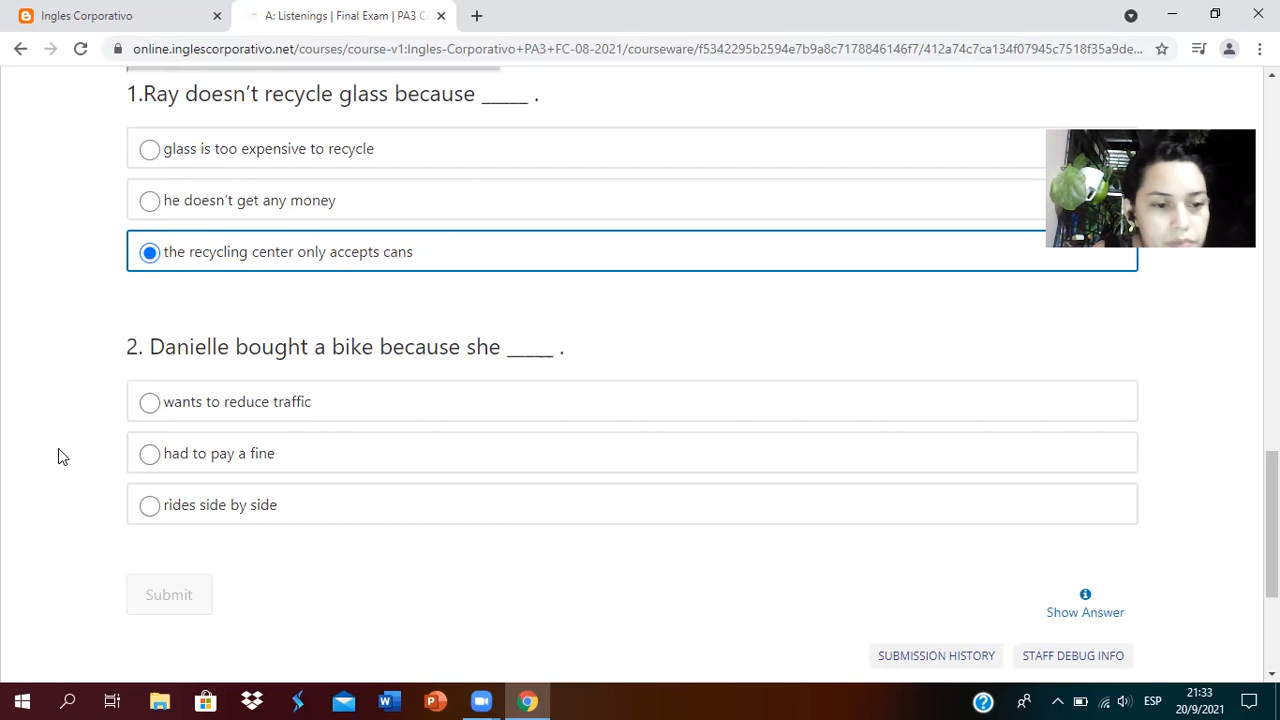 Ingles Corporativo
A: Listenings | Final Exam | PA3 C
online.inglescorporativo.net/courses/course-v1:Ingles-Corporativo+PA3+FC-08-2021/courseware/f5342295b2594e7b9a8c7178846146f7/412a74c7ca134f07945c7518f35a9de...
1.Ray doesn't recycle glass because _____ .
glass is too expensive to recycle
he doesn't get any money
the recycling center only accepts cans
2. Danielle bought a bike because she _____ .
wants to reduce traffic
had to pay a fine
rides side by side
Submit
Show Answer
SUBMISSION HISTORY
STAFF DEBUG INFO
ESP
21:33
20/9/2021